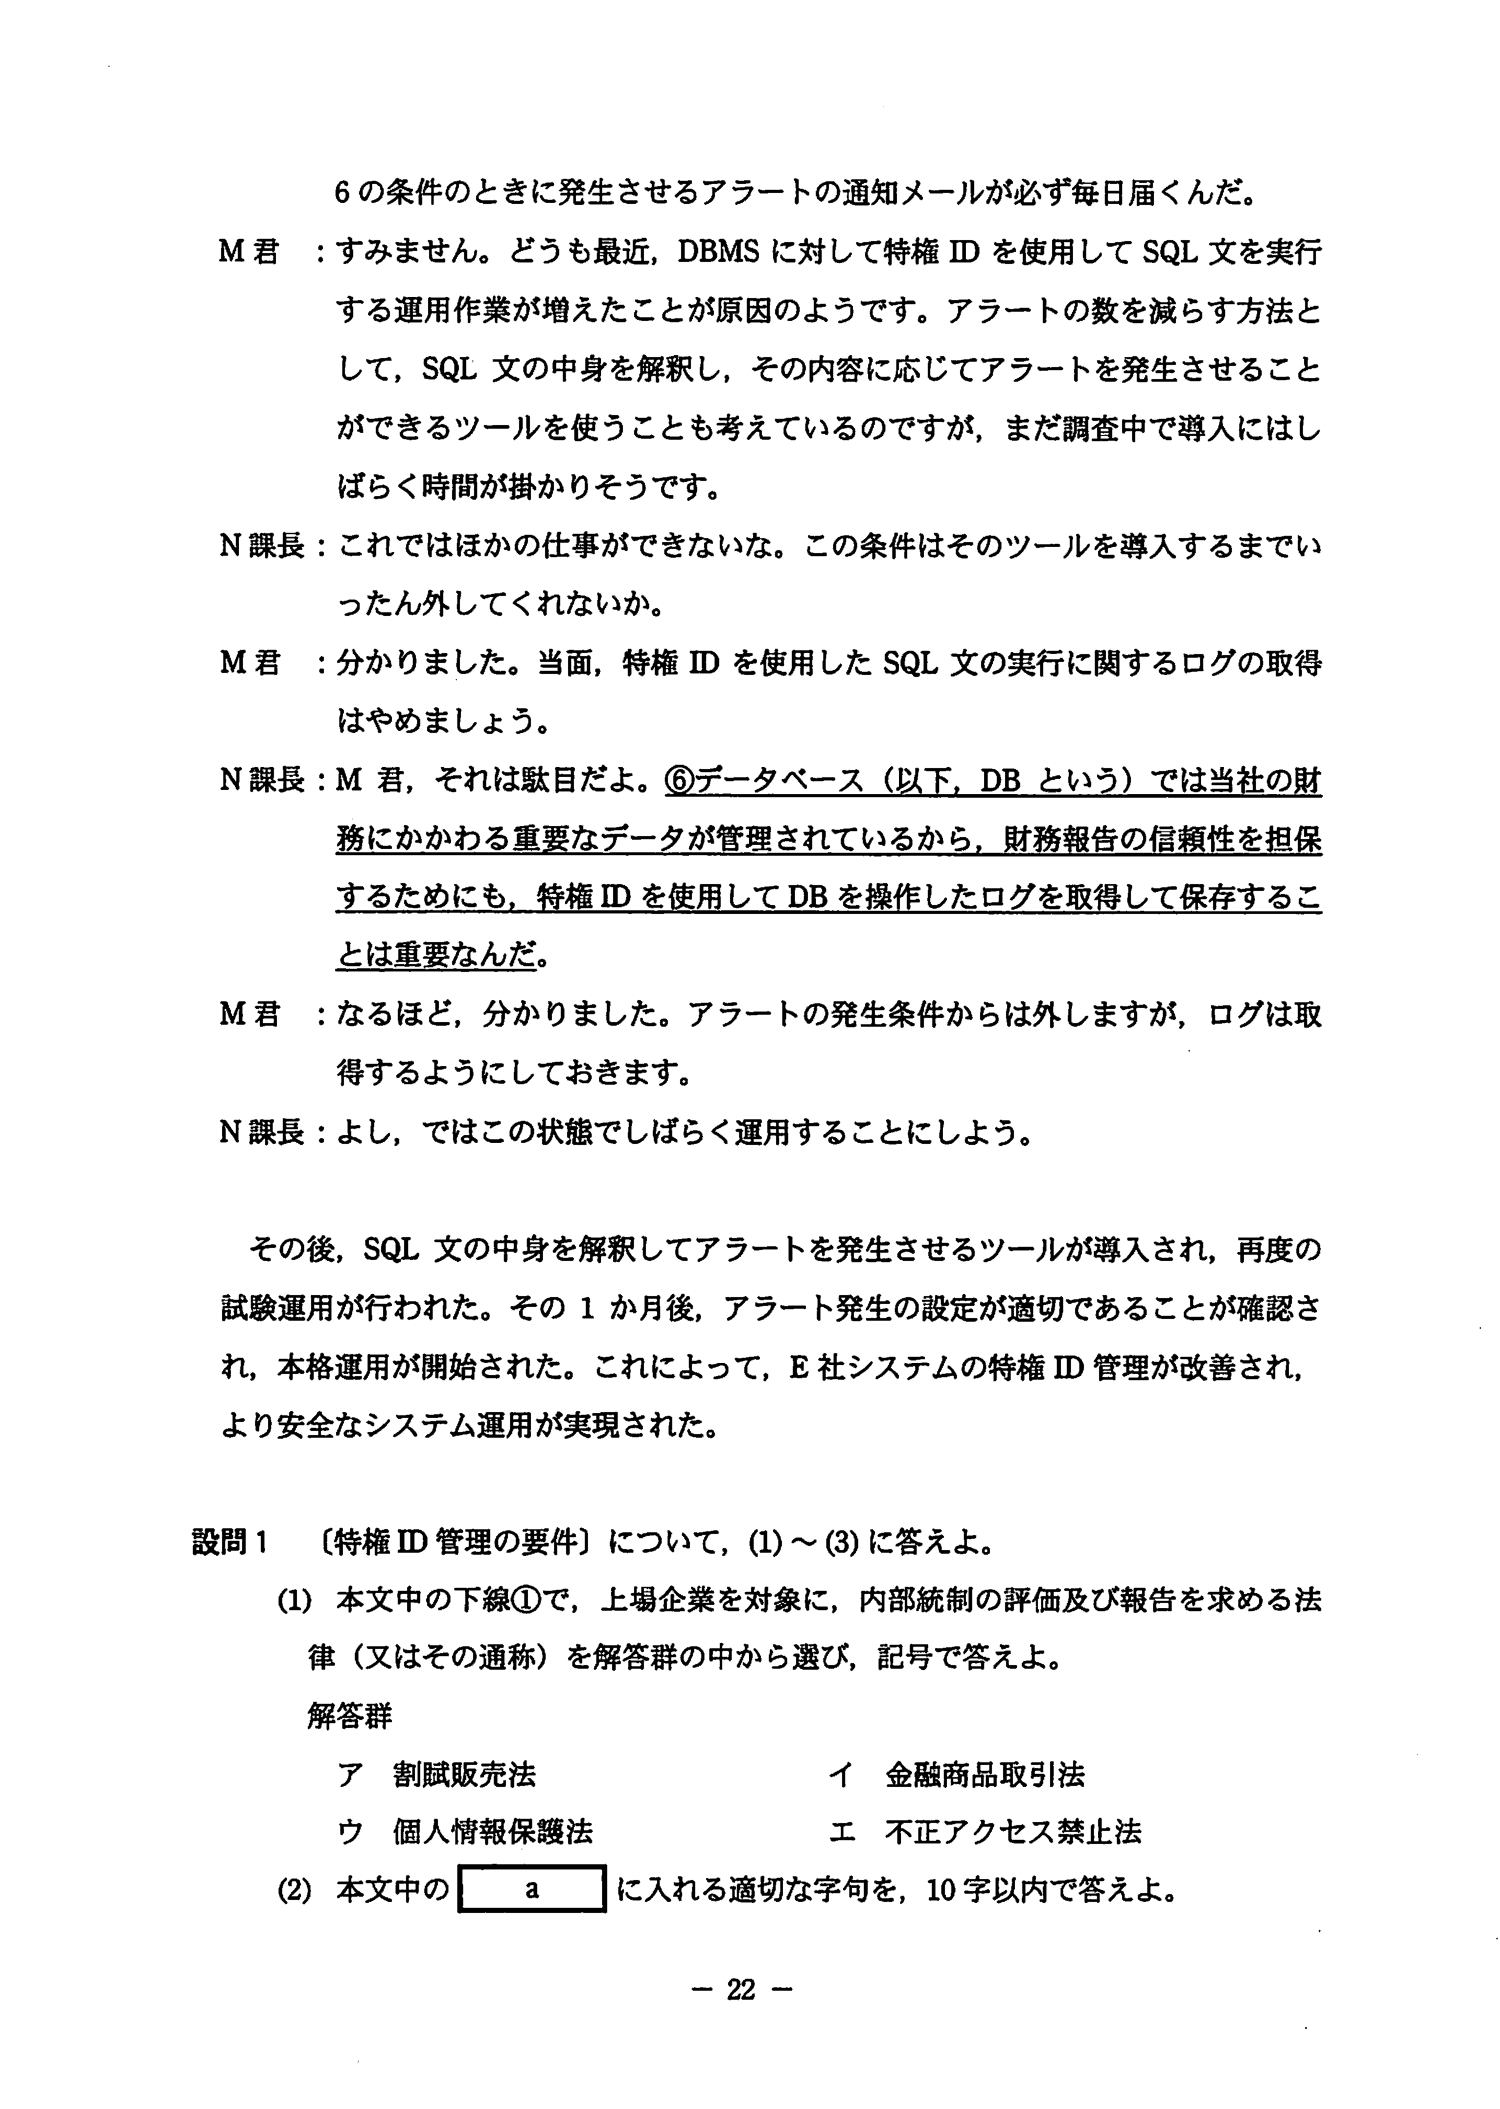 6の条件のときに発生させるアラートの通知メールが必ず毎日届くんだ。
M君　：すみません。どうも最近，DBMSに対して特権IDを使用してSQL文を実行
する運用作業が増えたことが原因のようです。アラートの数を減らす方法と
して，SQL文の中身を解釈し，その内容に応じてアラートを発生させること
ができるツールを使うことも考えているのですが，まだ調査中で導入にはし
ばらく時間が掛かりそうです。
N課長：これではほかの仕事ができないな。この条件はそのツールを導入するまでい
ったん外してくれないか。
M君　：分かりました。当面，特権IDを使用したSQL文の実行に関するログの取得
はやめましょう。
N課長：M君，それは駄目だよ。⑥データベース（以下，DBという）では当社の財
務にかかわる重要なデータが管理されているから，財務報告の信頼性を担保
するためにも，特権IDを使用してDBを操作したログを取得して保存するこ
とは重要なんだ。
M君　：なるほど，分かりました。アラートの発生条件からは外しますが，ログは取
得するようにしておきます。
N課長：よし，ではこの状態でしばらく運用することにしよう。
その後，SQL文の中身を解釈してアラートを発生させるツールが導入され，再度の
試験運用が行われた。その1か月後，アラート発生の設定が適切であることが確認さ
れ，本格運用が開始された。これによって，E社システムの特権ID管理が改善され，
より安全なシステム運用が実現された。
設問1　〔特権ID管理の要件〕について，(1)～(3)に答えよ。
(1)　本文中の下線①で，上場企業を対象に，内部統制の評価及び報告を求める法
律（又はその通称）を解答群の中から選び，記号で答えよ。
解答群
ア　割賦販売法　イ　金融商品取引法
ウ　個人情報保護法　エ　不正アクセス禁止法
(2)　本文中の a に入れる適切な字句を，10字以内で答えよ。
－ 22 －